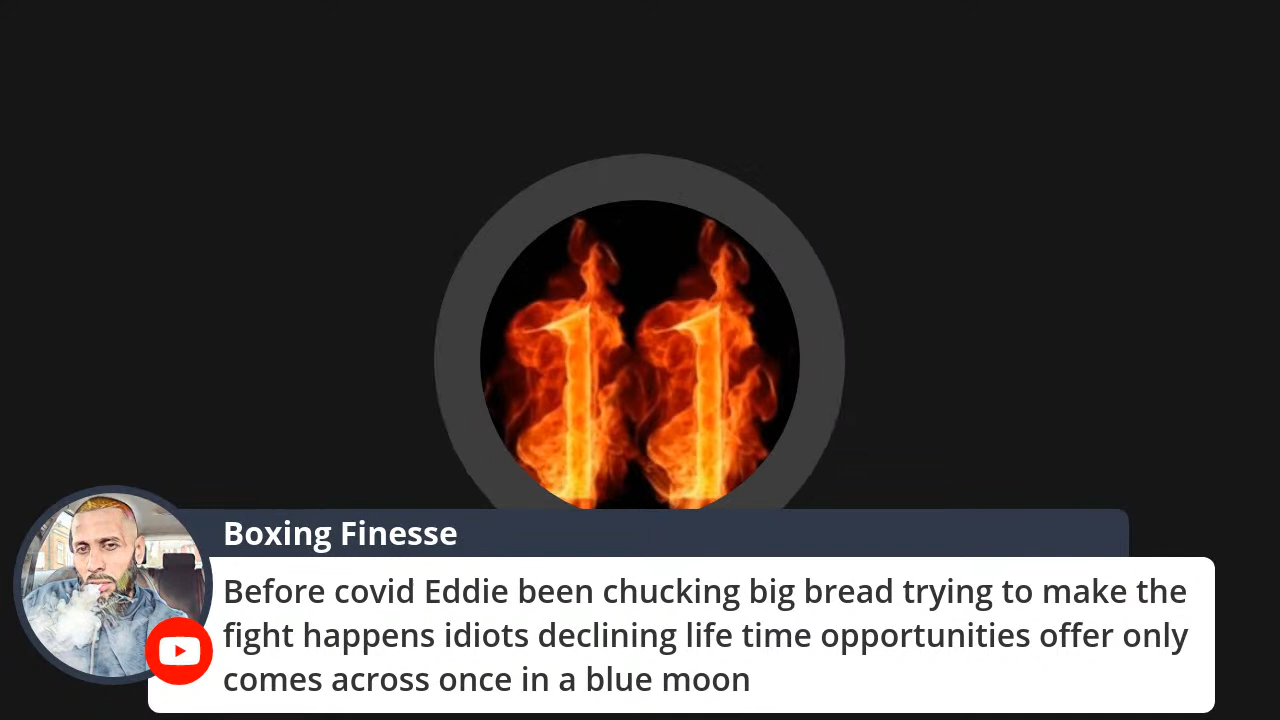 11
Boxing Finesse
Before covid Eddie been chucking big bread trying to make the
fight happens idiots declining life time opportunities offer only
comes across once in a blue moon